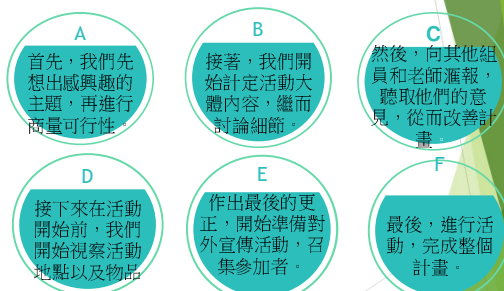 A
首先，我們先
想出感興趣的
主題，再進行
商量可行性。
B
接著，我們開
始計定活動大
體內容，繼而
討論細節。
C
然後，向其他組
員和老師滙報，
聽取他們的意
見，從而改善計
畫。
D
接下來在活動
開始前，我們
開始視察活動
地點以及物品
E
作出最後的更
正，開始準備對
外宣傳活動，召
集參加者。
F
最後，進行活
動，完成整個
計畫。